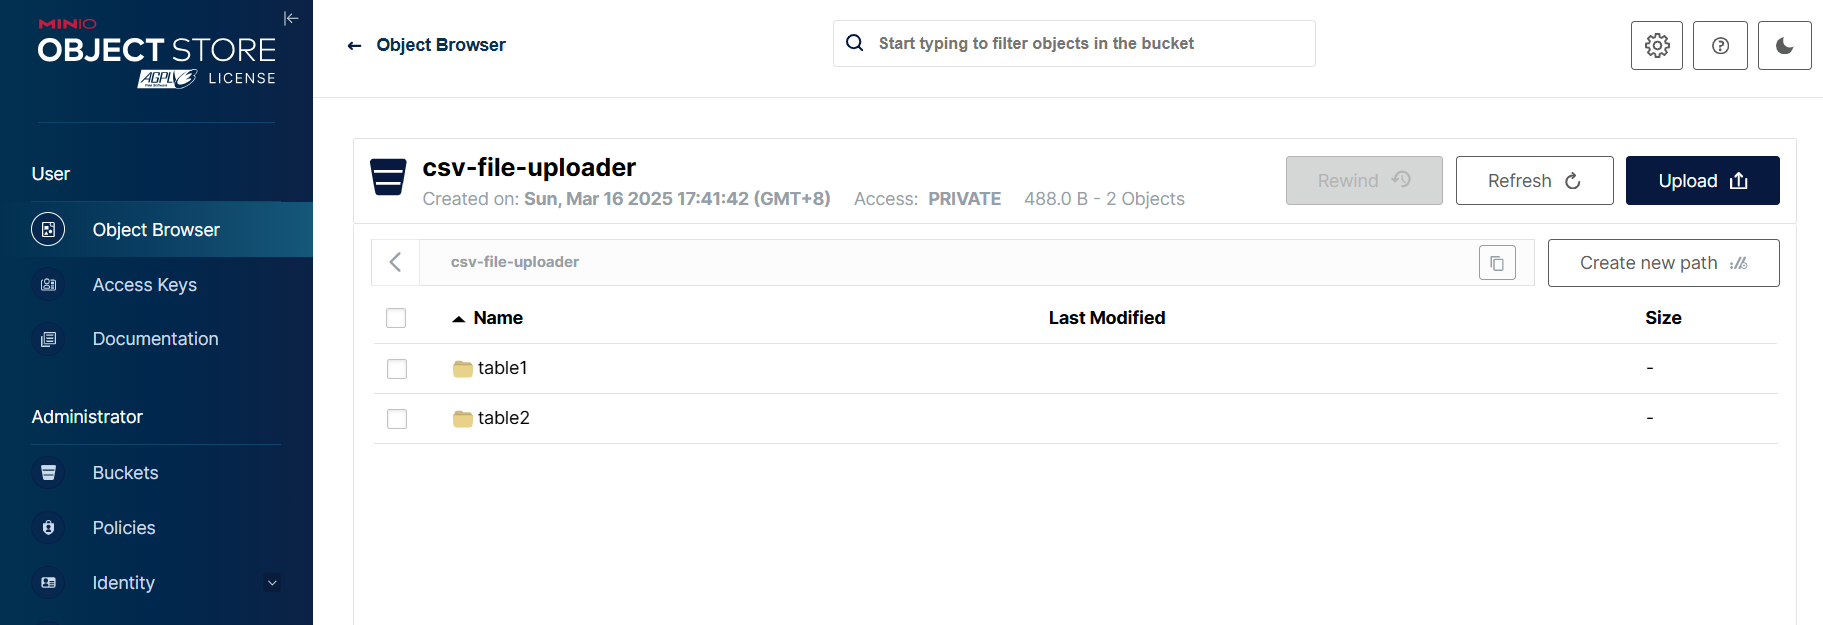 MINIO
OBJECT STORE
AGPLv3 LICENSE
Free Software
User
Object Browser
Access Keys
Documentation
Administrator
Buckets
Policies
Identity
Object Browser
Start typing to filter objects in the bucket
csv-file-uploader
Created on: Sun, Mar 16 2025 17:41:42 (GMT+8) Access: PRIVATE 488.0 B - 2 Objects
Rewind
Refresh
Upload
csv-file-uploader
Create new path
Name Last Modified Size
table1 -
table2 -